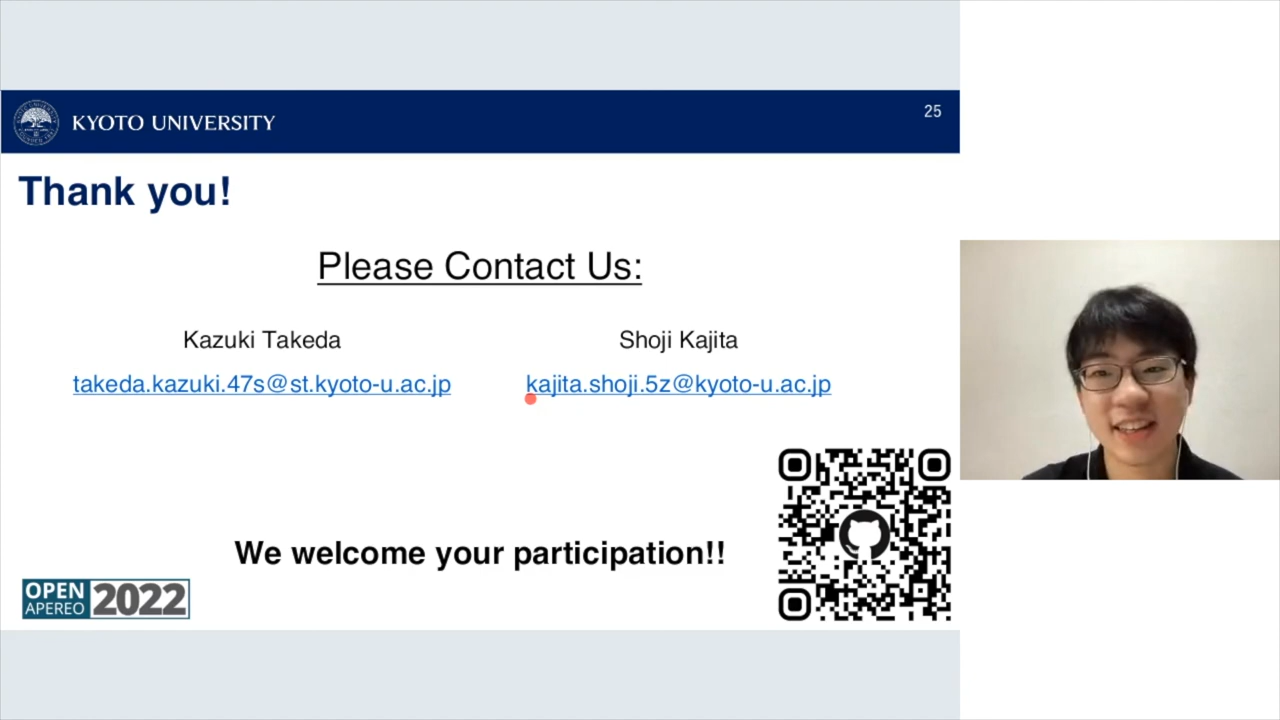 KYOTO UNIVERSITY
25
Thank you!
Please Contact Us:
Kazuki Takeda
Shoji Kajita
takeda.kazuki.47s@st.kyoto-u.ac.jp
kajita.shoji.5z@kyoto-u.ac.jp
We welcome your participation!!
OPEN
APEREO
2022